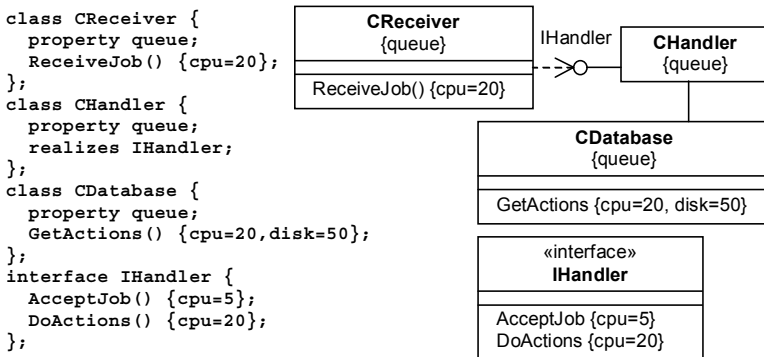 class CReceiver {
property queue;
ReceiveJob() {cpu=20};
};
class CHandler {
property queue;
realizes IHandler;
};
class CDatabase {
property queue;
GetActions() {cpu=20,disk=50};
};
interface IHandler {
AcceptJob() {cpu=5};
DoActions() {cpu=20};
};
CReceiver
{queue}
ReceiveJob() {cpu=20}
IHandler
CHandler
{queue}
CDatabase
{queue}
GetActions {cpu=20, disk=50}
«interface»
IHandler
AcceptJob {cpu=5}
DoActions {cpu=20}